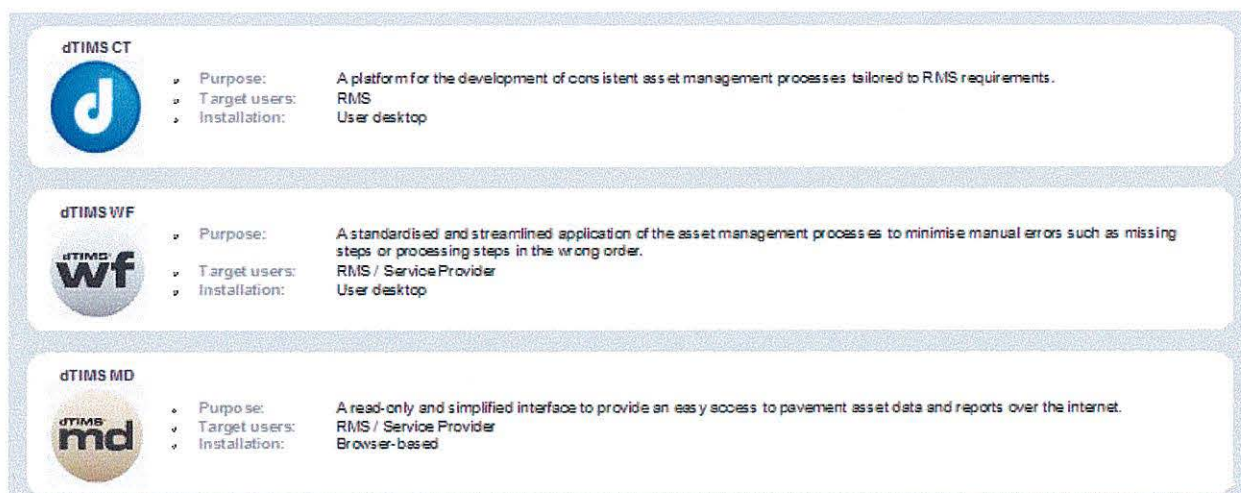 dTIMS CT
d
Purpose: A platform for the development of consistent asset management processes tailored to RMS requirements.
Target users: RMS
Installation: User desktop
dTIMS WF
dTIMS
wf
Purpose: A standardised and streamlined application of the asset management processes to minimise manual errors such as missing
steps or processing steps in the wrong order.
Target users: RMS / Service Provider
Installation: User desktop
dTIMS MD
dTIMS
md
Purpose: A read-only and simplified interface to provide an easy access to pavement asset data and reports over the internet.
Target users: RMS / Service Provider
Installation: Browser-based